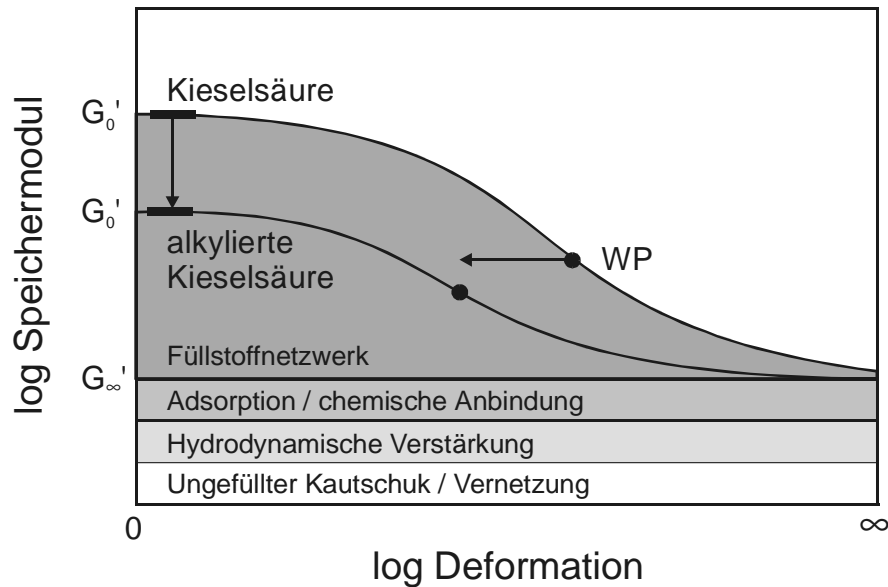 log Speichermodul
Kieselsäure
G₀'
G₀'
alkylierte
Kieselsäure
WP
Füllstoffnetzwerk
G∞'
Adsorption / chemische Anbindung
Hydrodynamische Verstärkung
Ungefüllter Kautschuk / Vernetzung
0
∞
log Deformation